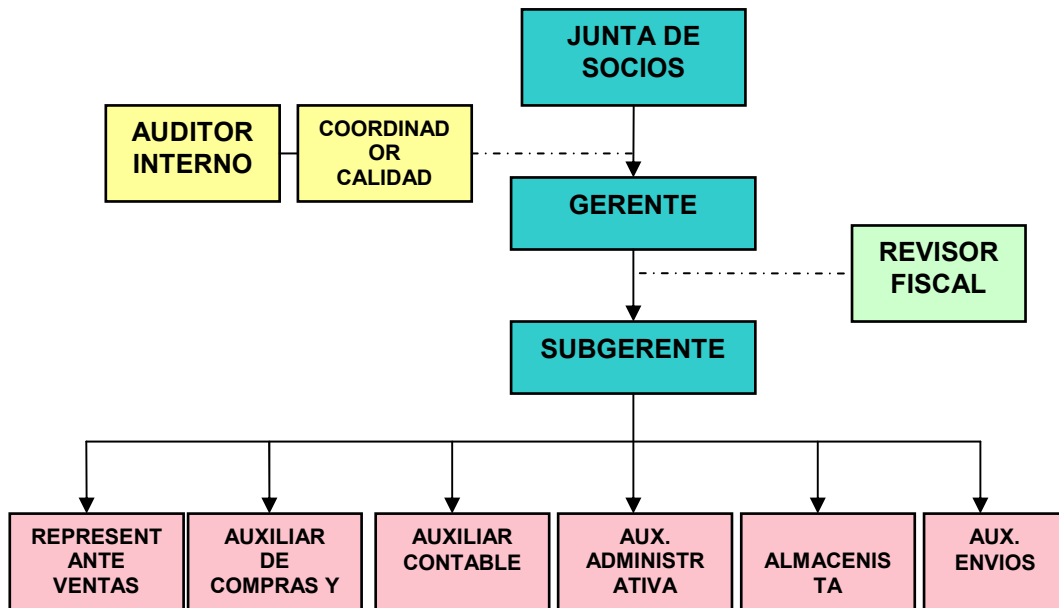 JUNTA DE
SOCIOS
AUDITOR
INTERNO
COORDINAD
OR
CALIDAD
GERENTE
REVISOR
FISCAL
SUBGERENTE
REPRESENT
ANTE
VENTAS
AUXILIAR
DE
COMPRAS Y
AUXILIAR
CONTABLE
AUX.
ADMINISTR
ATIVA
ALMACENIS
TA
AUX.
ENVIOS